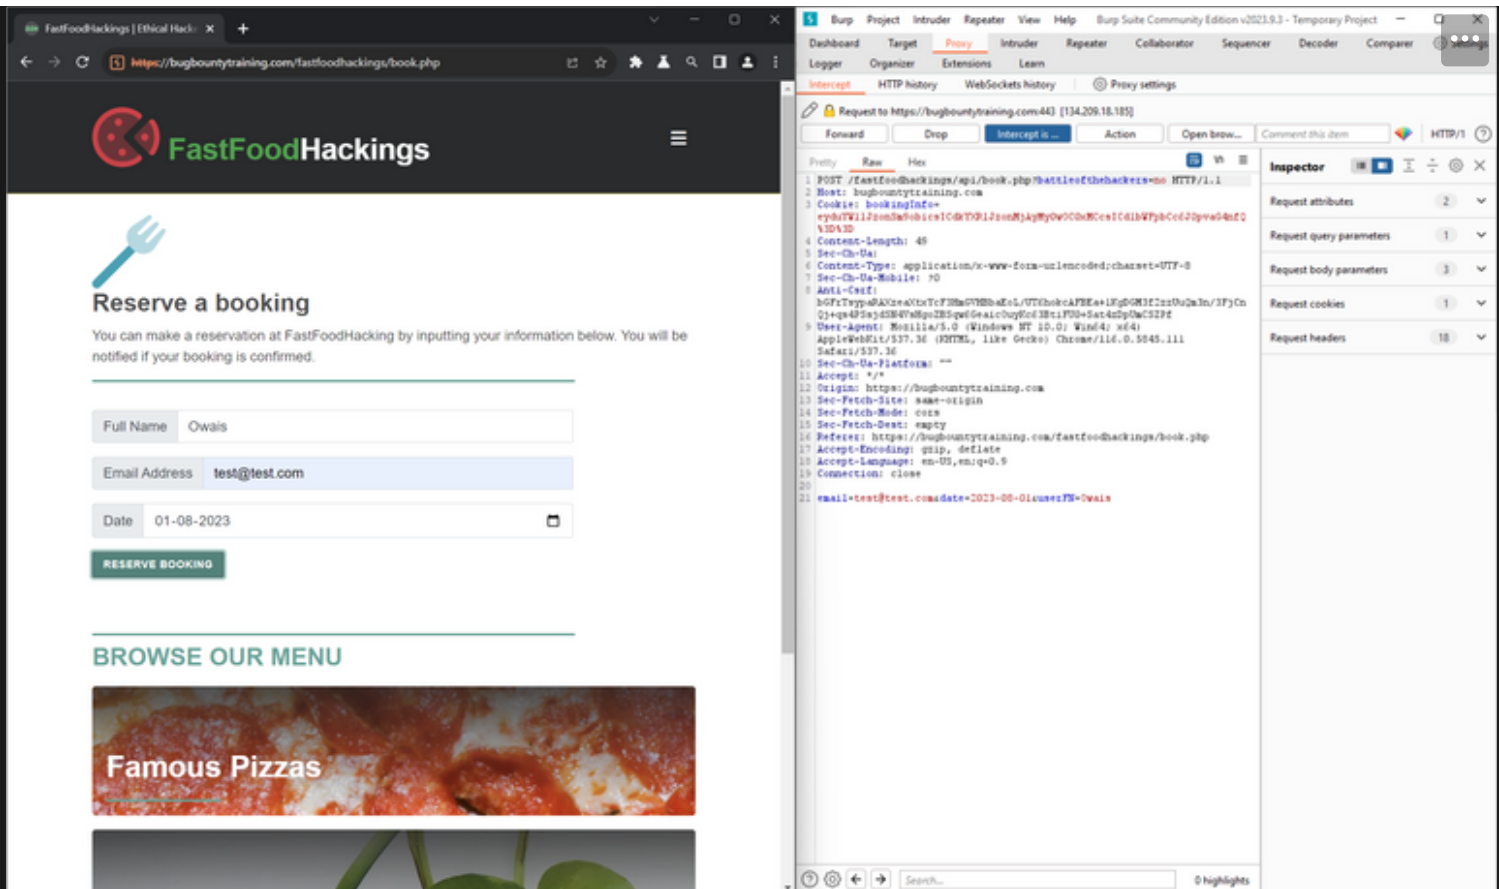 FastFoodHackings | Ethical Hack
https://bugbountytraining.com/fastfoodhackings/book.php
FastFoodHackings
Reserve a booking
You can make a reservation at FastFoodHacking by inputting your information below. You will be
notified if your booking is confirmed.
Full Name Owais
Email Address test@test.com
Date 01-08-2023
RESERVE BOOKING
BROWSE OUR MENU
Famous Pizzas
Burp Project Intruder Repeater View Help Burp Suite Community Edition v2023.9.3 - Temporary Project
Dashboard Target Proxy Intruder Repeater Collaborator Sequencer Decoder Comparer Settings
Logger Organizer Extensions Learn
Intercept HTTP history WebSockets history Proxy settings
Request to https://bugbountytraining.com:443 [134.209.18.185]
Forward Drop Intercept is ... Action Open brow... Comment this item HTTP/1
Pretty Raw Hex
1 POST /fastfoodhackings/api/book.php?battleofthehackers=no HTTP/1.1
2 Host: bugbountytraining.com
3 Cookie: bookingInfo=
%3D%3D
4 Content-Length: 49
5 Sec-Ch-Ua:
6 Content-Type: application/x-www-form-urlencoded;charset=UTF-8
7 Sec-Ch-Ua-Mobile: ?0
8 Anti-Csrf:
9 User-Agent: Mozilla/5.0 (Windows NT 10.0; Win64; x64)
AppleWebKit/537.36 (KHTML, like Gecko) Chrome/116.0.5845.111
Safari/537.36
10 Sec-Ch-Ua-Platform: ""
11 Accept: */*
12 Origin: https://bugbountytraining.com
13 Sec-Fetch-Site: same-origin
14 Sec-Fetch-Mode: cors
15 Sec-Fetch-Dest: empty
16 Referer: https://bugbountytraining.com/fastfoodhackings/book.php
17 Accept-Encoding: gzip, deflate
18 Accept-Language: en-US,en;q=0.9
19 Connection: close
20
21 email=test@test.com&date=2023-08-01&userFN=Owais
Search...
0 highlights
Inspector
Request attributes 2
Request query parameters 1
Request body parameters 3
Request cookies 1
Request headers 18